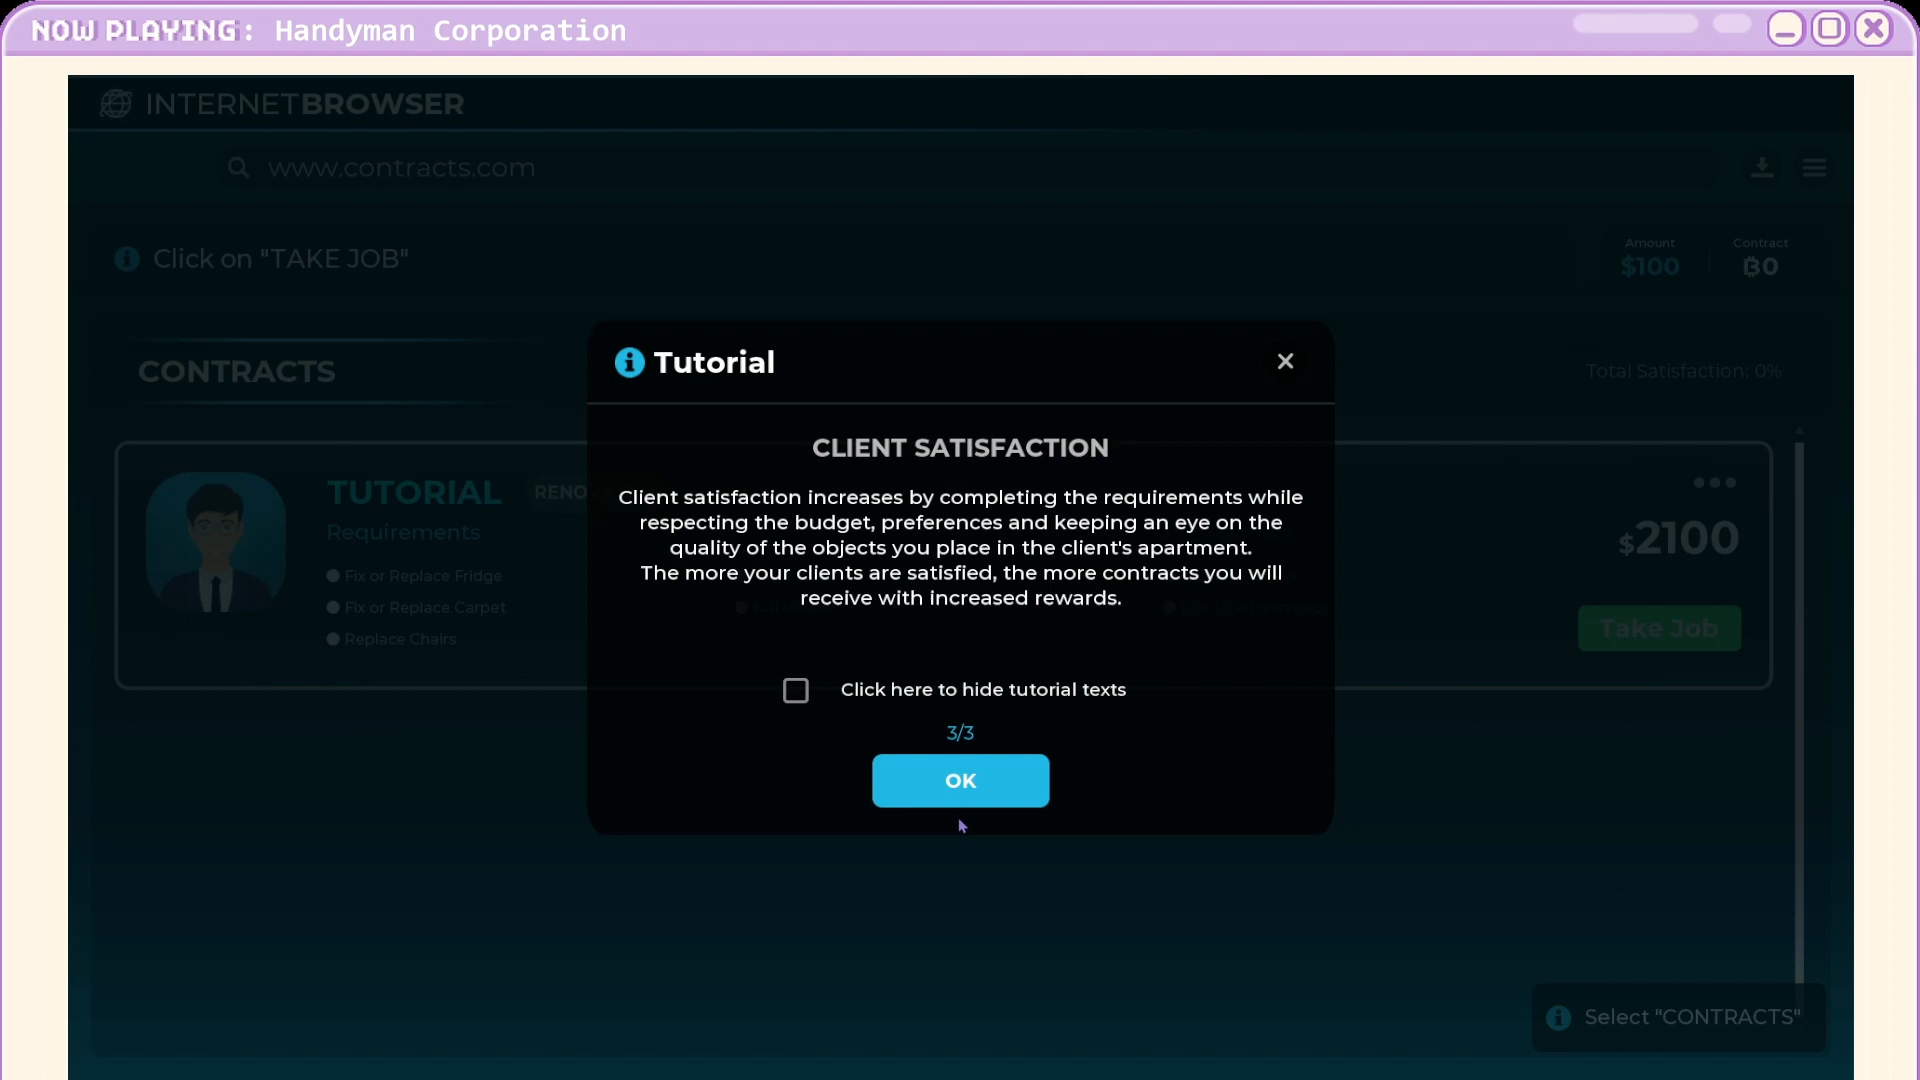 NOW PLAYING: Handyman Corporation
INTERNETBROWSER
www.contracts.com
Click on "TAKE JOB"
Amount
$100
Contract
₿0
CONTRACTS
Total Satisfaction: 0%
Tutorial
CLIENT SATISFACTION
Client satisfaction increases by completing the requirements while
respecting the budget, preferences and keeping an eye on the
quality of the objects you place in the client's apartment.
The more your clients are satisfied, the more contracts you will
receive with increased rewards.
Click here to hide tutorial texts
3/3
OK
TUTORIAL
Requirements
Fix or Replace Fridge
Fix or Replace Carpet
Replace Chairs
$2100
Take Job
Select "CONTRACTS"